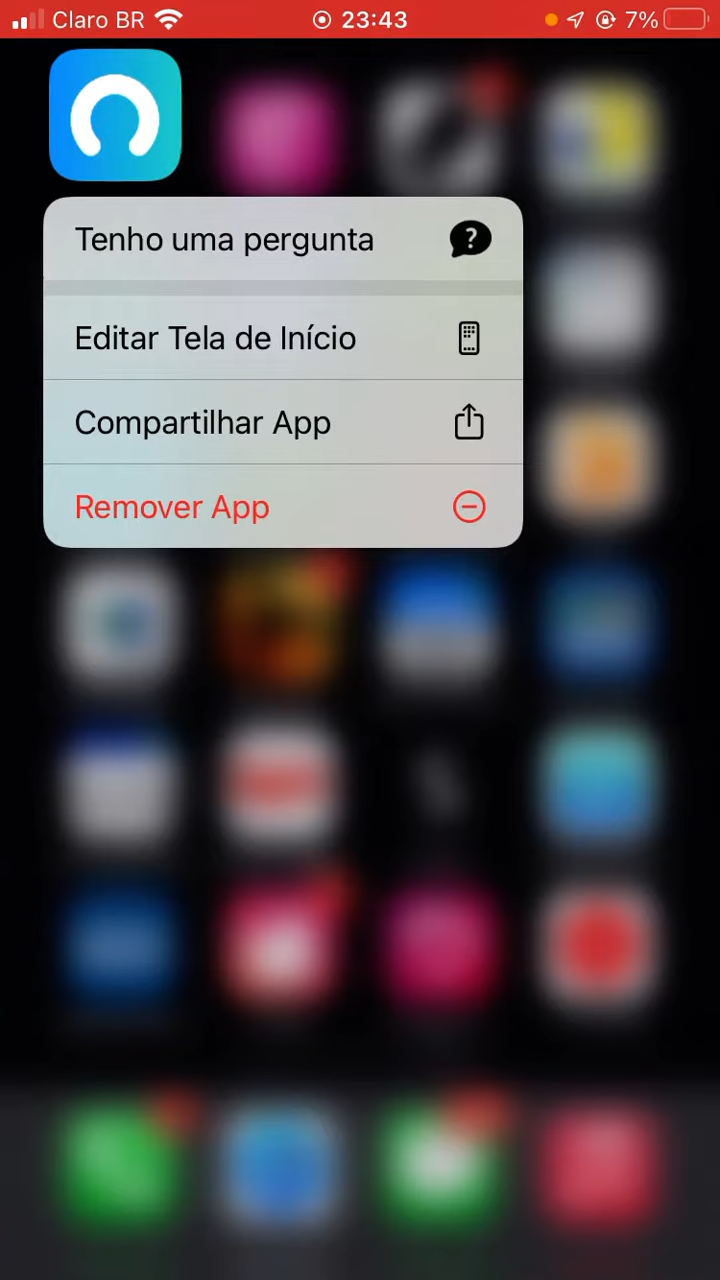 Claro BR 23:43 7%
Tenho uma pergunta
Editar Tela de Início
Compartilhar App
Remover App